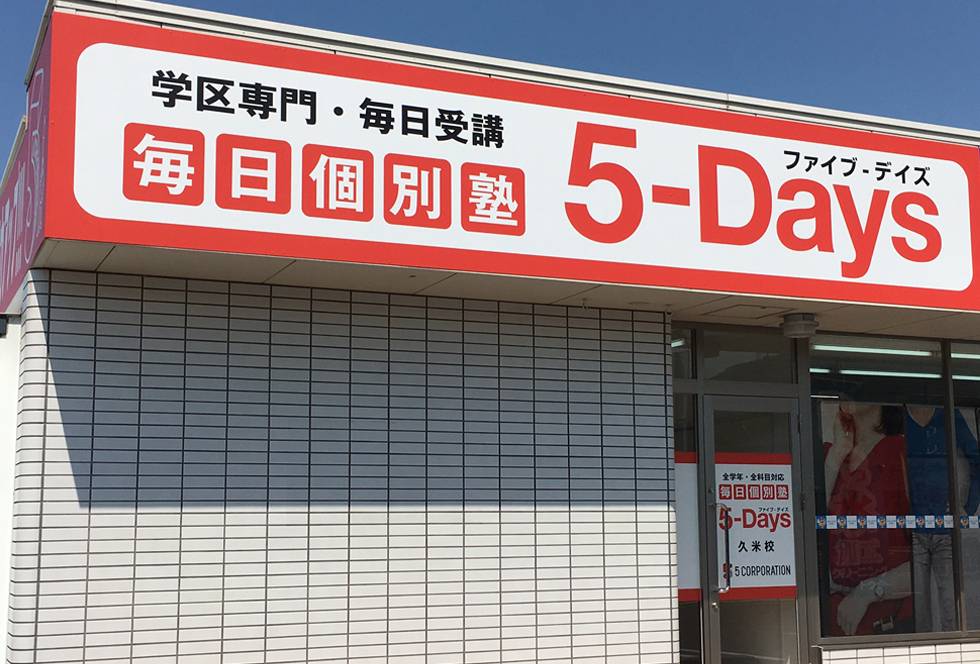 学区専門・毎日受講
毎日個別塾
ファイブ-デイズ
5-Days
全学年・全科目対応
毎日個別塾
ファイブ-デイズ
5-Days
久米校
5 CORPORATION